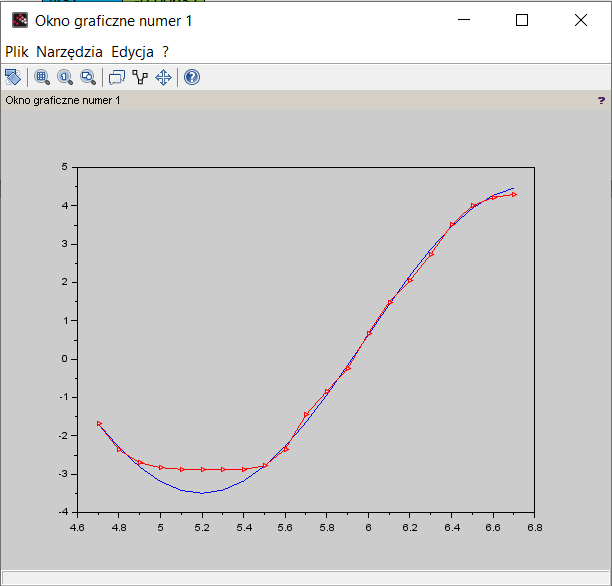 Okno graficzne numer 1
Plik Narzędzia Edycja ?
Okno graficzne numer 1 ?
5
4
3
2
1
0
-1
-2
-3
-4
4.6 4.8 5 5.2 5.4 5.6 5.8 6 6.2 6.4 6.6 6.8